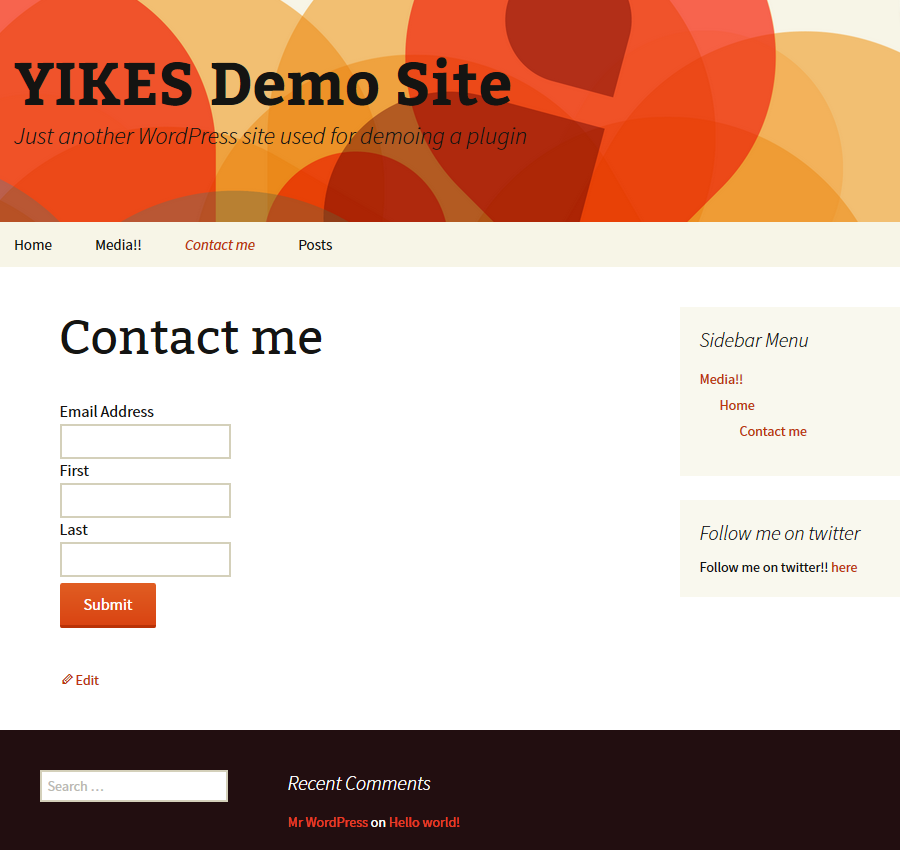 YIKES Demo Site
Just another WordPress site used for demoing a plugin
Home Media!! Contact me Posts
Contact me
Email Address
First
Last
Submit
Edit
Sidebar Menu
Media!!
Home
Contact me
Follow me on twitter
Follow me on twitter!! here
Search ...
Recent Comments
Mr WordPress on Hello world!